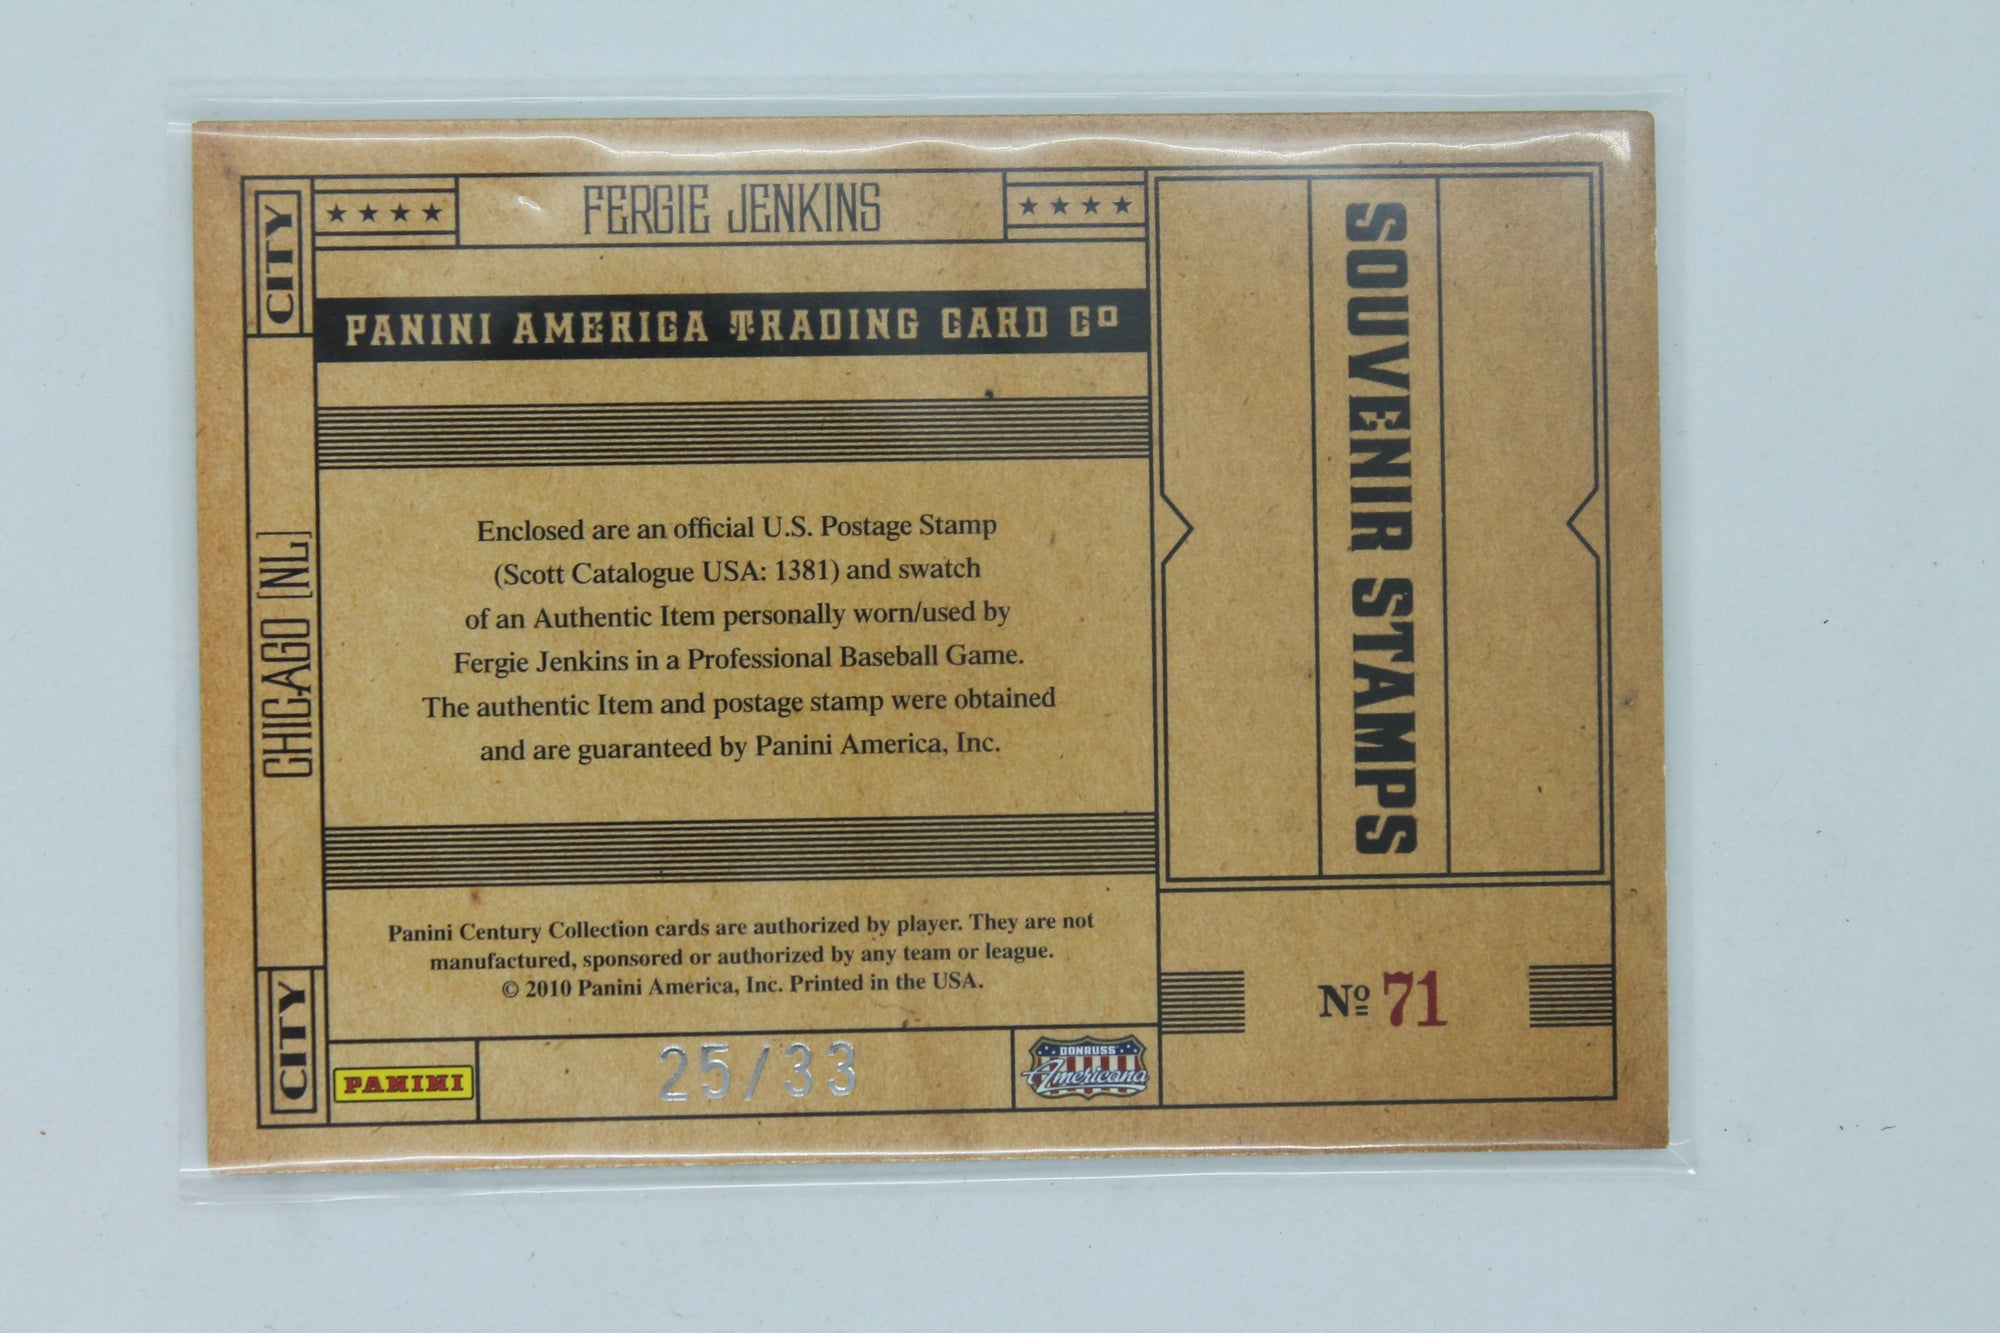 CITY
FERGIE JENKINS
PANINI AMERICA TRADING CARD Cº
CHICAGO [NL]
Enclosed are an official U.S. Postage Stamp
(Scott Catalogue USA: 1381) and swatch
of an Authentic Item personally worn/used by
Fergie Jenkins in a Professional Baseball Game.
The authentic Item and postage stamp were obtained
and are guaranteed by Panini America, Inc.
Panini Century Collection cards are authorized by player. They are not
manufactured, sponsored or authorized by any team or league.
© 2010 Panini America, Inc. Printed in the USA.
CITY
PANINI
25/33
DONRUSS
Americana
SOUVENIR STAMPS
Nº 71